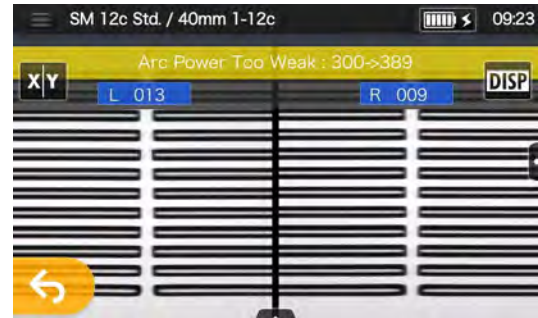 SM 12c Std. / 40mm 1-12c 09:23
Arc Power Too Weak : 300->389
X|Y
DISP
L 013
R 009